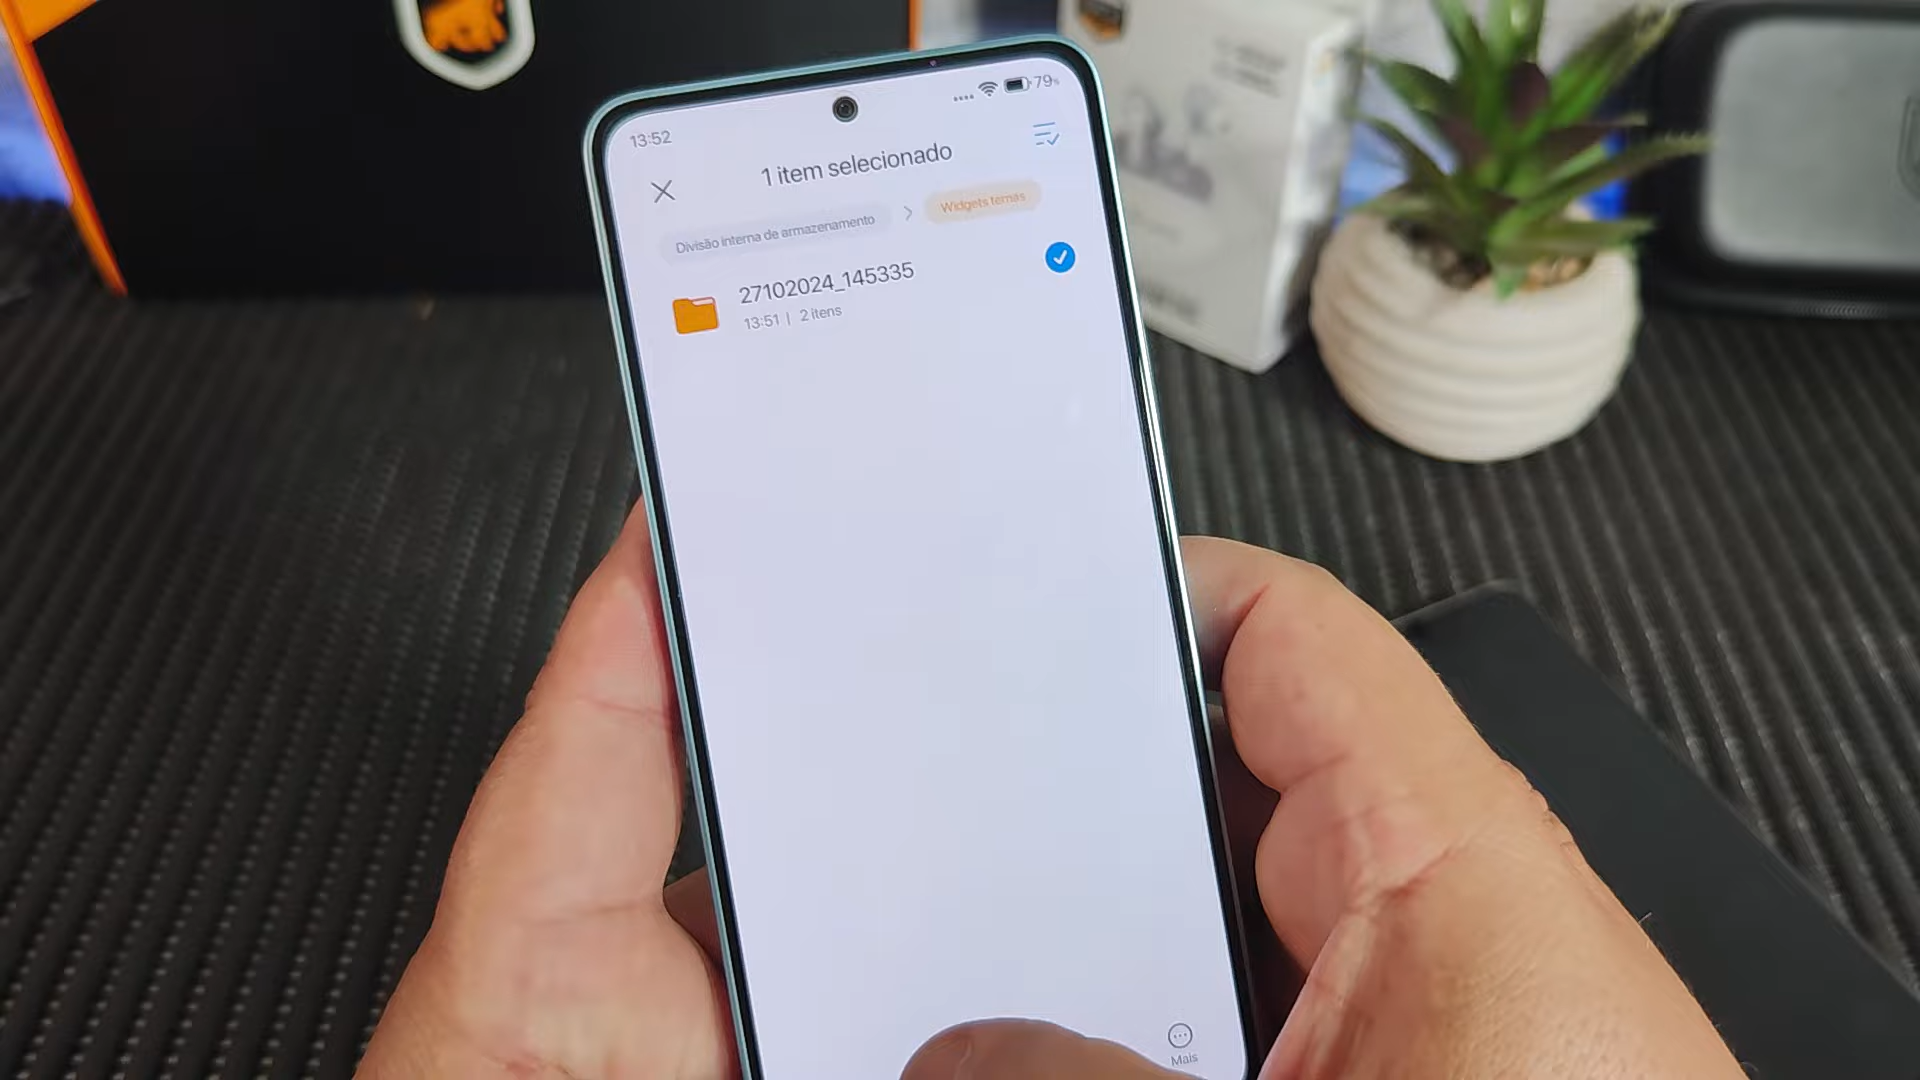 13:52
79%
1 item selecionado
Divisão interna de armazenamento > Widgets temas
27102024_145335
13:51 | 2 itens
Mais